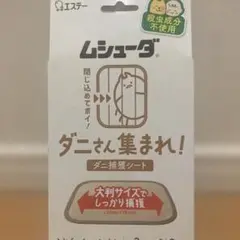 エステー
殺虫成分
不使用
ムシューダ
閉じ込めてポイ!
ダニさん集まれ!
ダニ捕獲シート
大判サイズで
しっかり捕獲